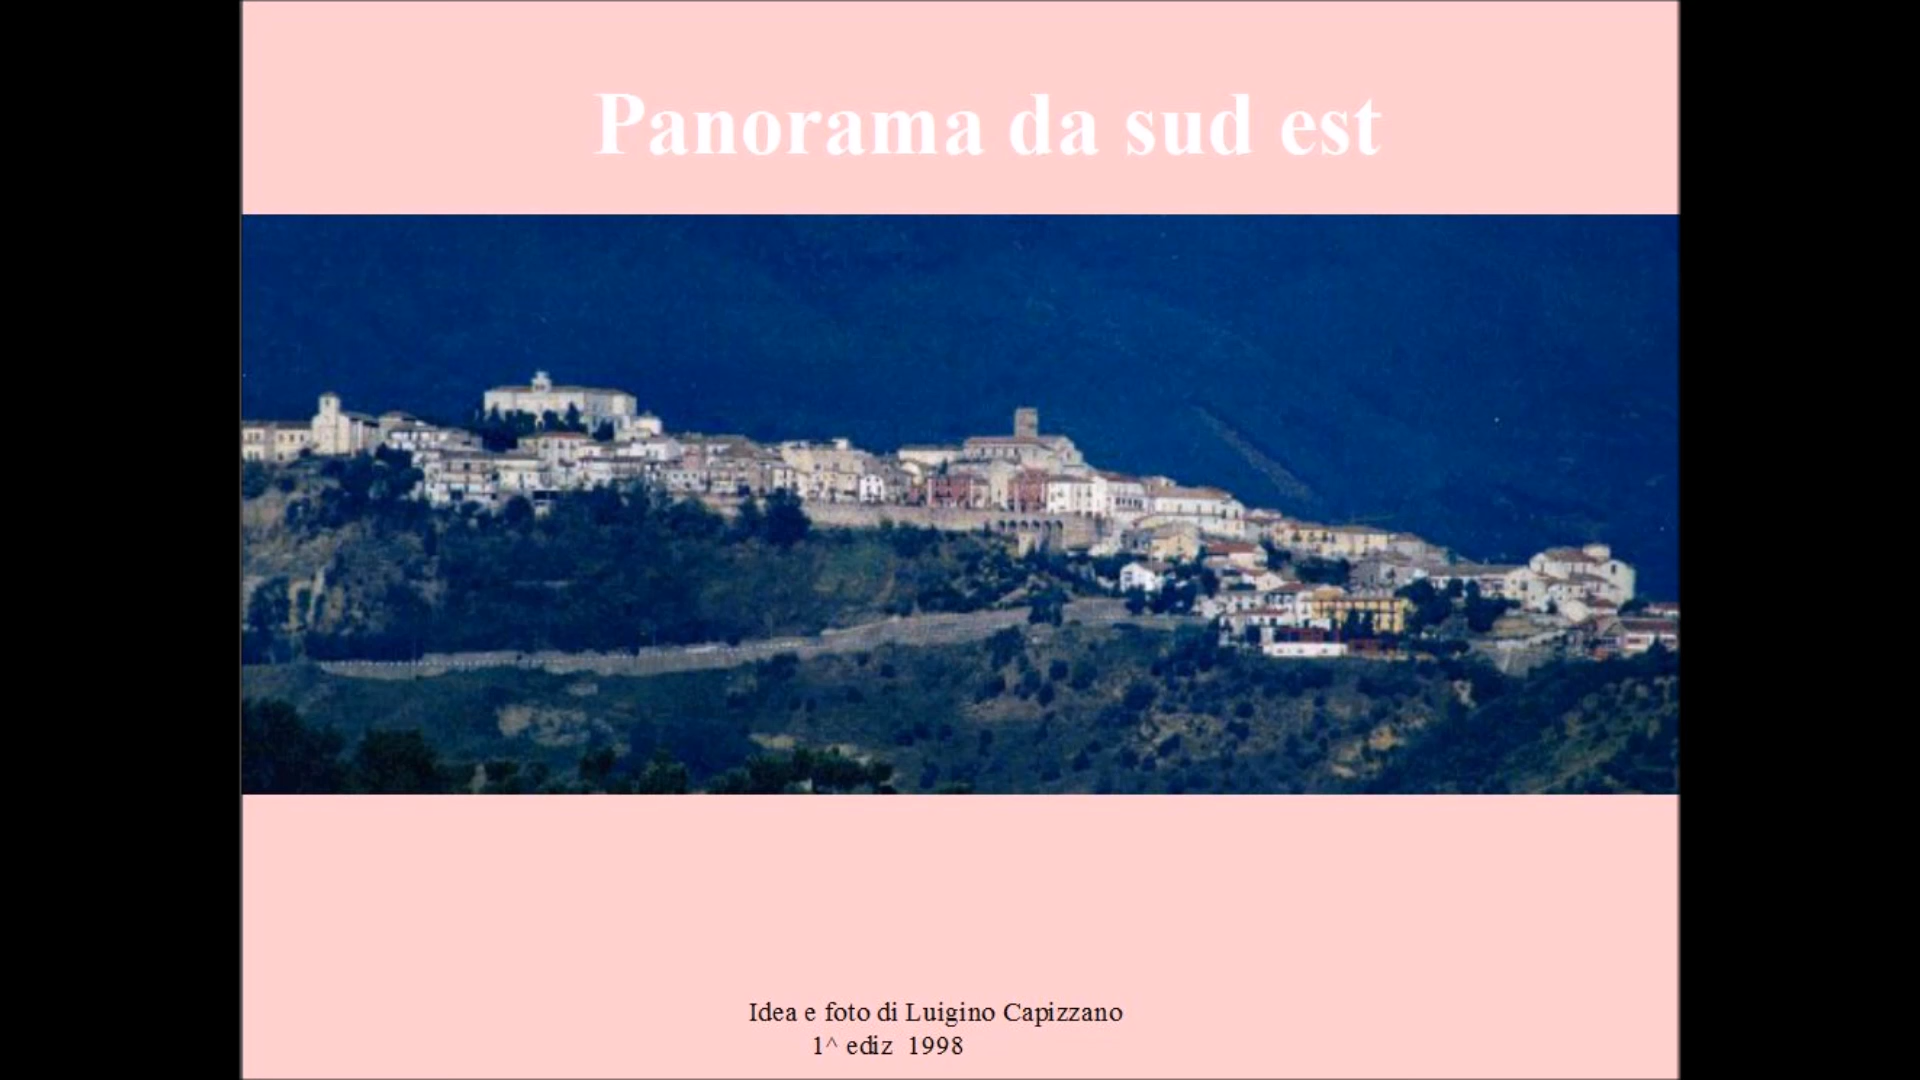 Panorama da sud est
Idea e foto di Luigino Capizzano
1^ ediz 1998